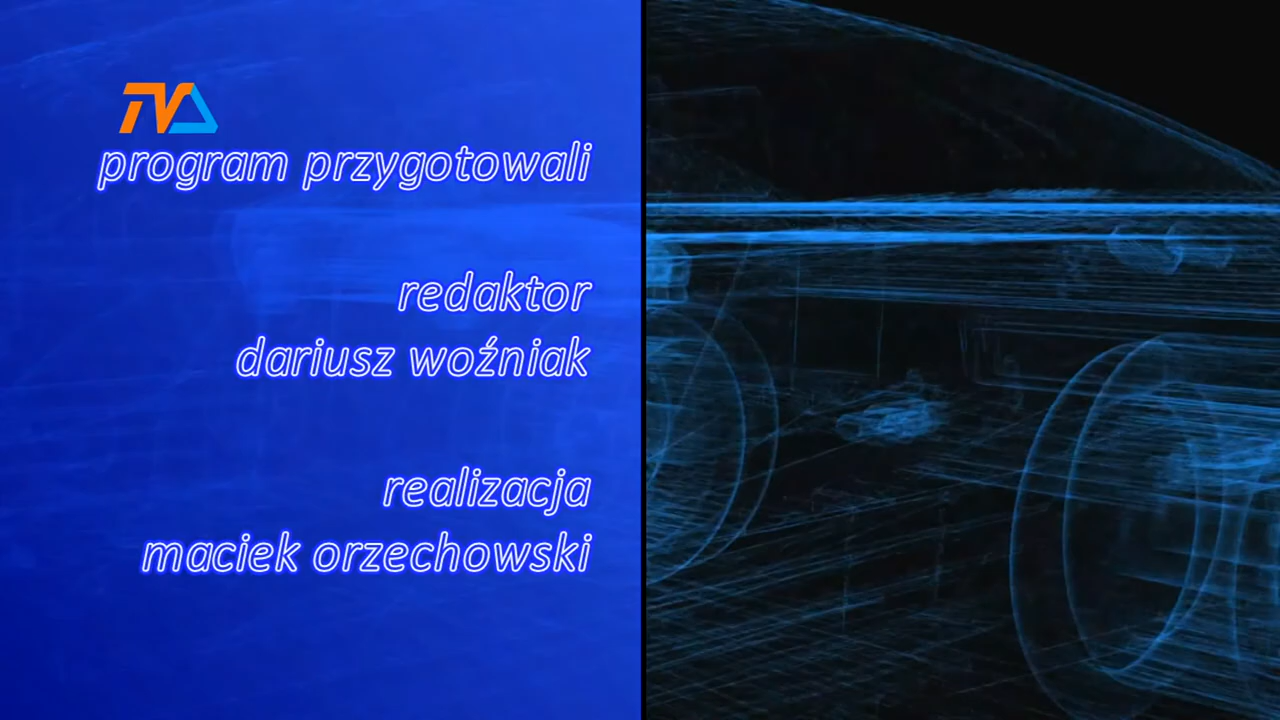 TVA
program przygotowali
redaktor
dariusz woźniak
realizacja
maciek orzechowski